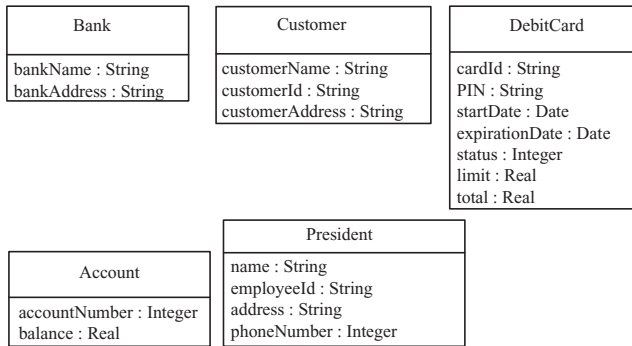 Bank
bankName : String
bankAddress : String
Customer
customerName : String
customerId : String
customerAddress : String
DebitCard
cardId : String
PIN : String
startDate : Date
expirationDate : Date
status : Integer
limit : Real
total : Real
Account
accountNumber : Integer
balance : Real
President
name : String
employeeId : String
address : String
phoneNumber : Integer